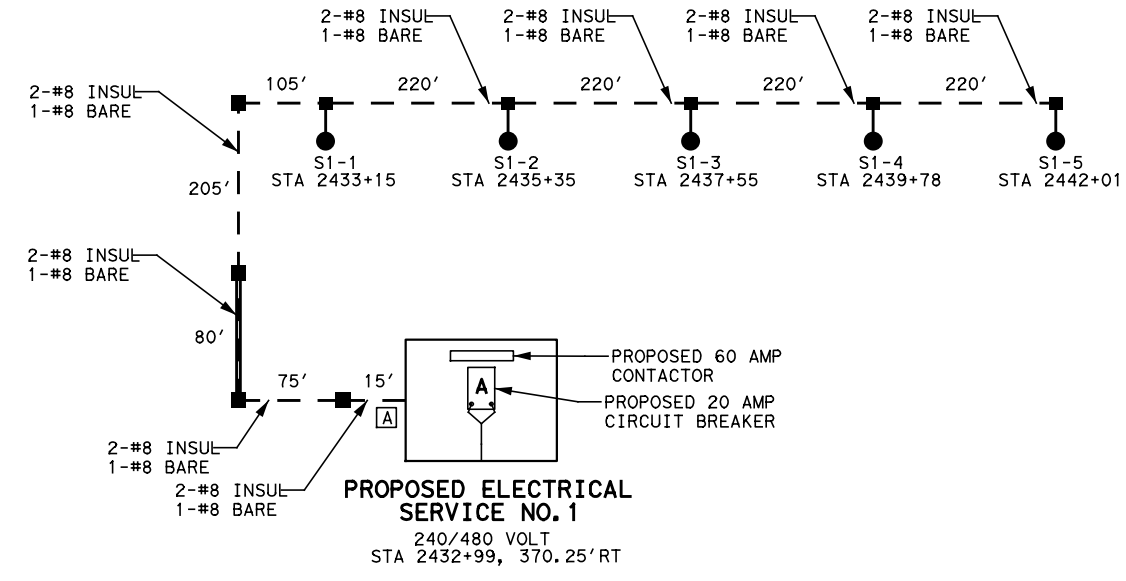 2-#8 INSUL
1-#8 BARE
2-#8 INSUL
1-#8 BARE
2-#8 INSUL
1-#8 BARE
2-#8 INSUL
1-#8 BARE
2-#8 INSUL
1-#8 BARE
105'
220'
220'
220'
220'
S1-1
STA 2433+15
S1-2
STA 2435+35
S1-3
STA 2437+55
S1-4
STA 2439+78
S1-5
STA 2442+01
205'
2-#8 INSUL
1-#8 BARE
80'
75'
15'
A
A
PROPOSED 60 AMP
CONTACTOR
PROPOSED 20 AMP
CIRCUIT BREAKER
2-#8 INSUL
1-#8 BARE
2-#8 INSUL
1-#8 BARE
PROPOSED ELECTRICAL
SERVICE NO. 1
240/480 VOLT
STA 2432+99, 370.25'RT